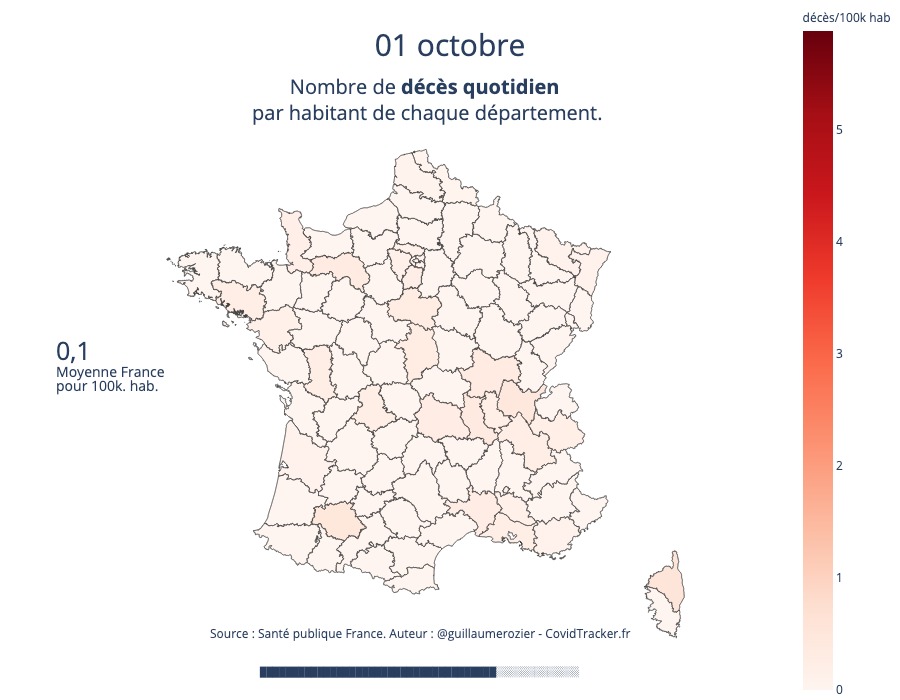 décès/100k hab
01 octobre
Nombre de décès quotidien
par habitant de chaque département.
5
4
3
2
1
0
0,1
Moyenne France
pour 100k. hab.
Source : Santé publique France. Auteur : @guillaumerozier - CovidTracker.fr